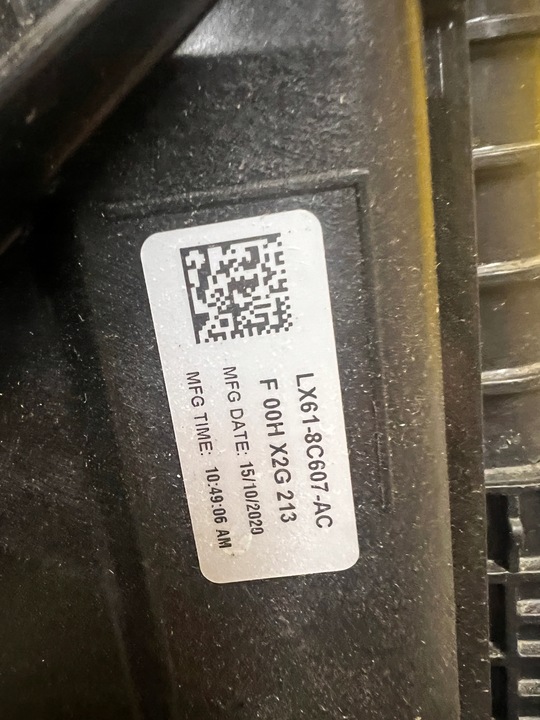 LX61-8C607-AC
F 00H X2G 213
MFG DATE: 15/10/2020
MFG TIME: 10:49:06 AM